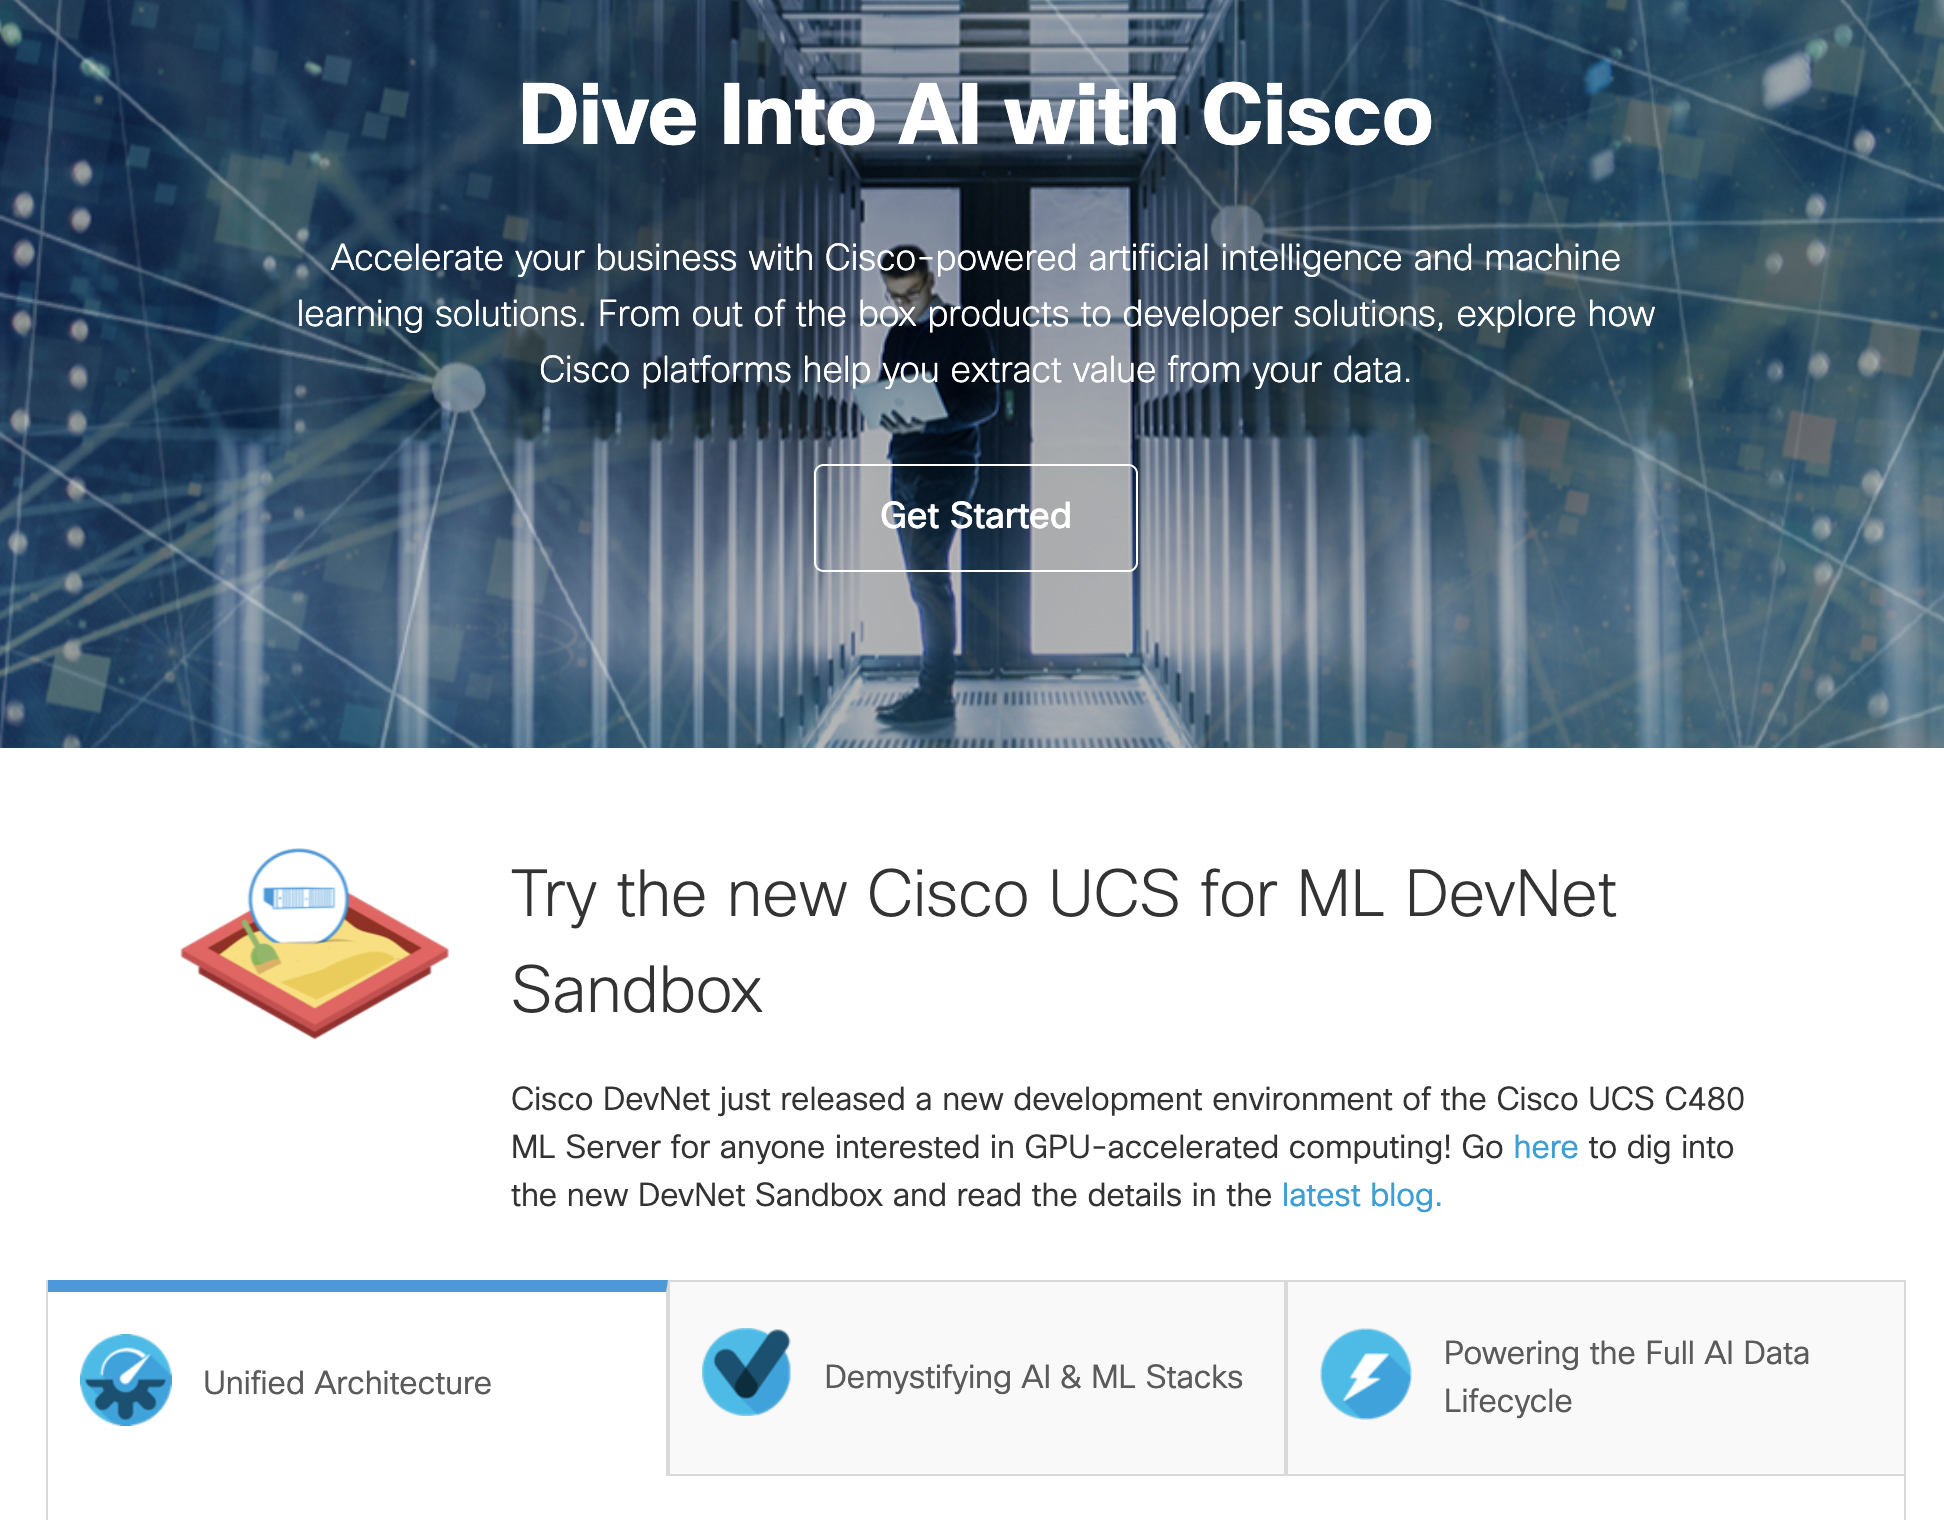 Dive Into AI with Cisco
Accelerate your business with Cisco-powered artificial intelligence and machine
learning solutions. From out of the box products to developer solutions, explore how
Cisco platforms help you extract value from your data.
Get Started
Try the new Cisco UCS for ML DevNet
Sandbox
Cisco DevNet just released a new development environment of the Cisco UCS C480
ML Server for anyone interested in GPU-accelerated computing! Go here to dig into
the new DevNet Sandbox and read the details in the latest blog.
Unified Architecture
Demystifying AI & ML Stacks
Powering the Full AI Data
Lifecycle